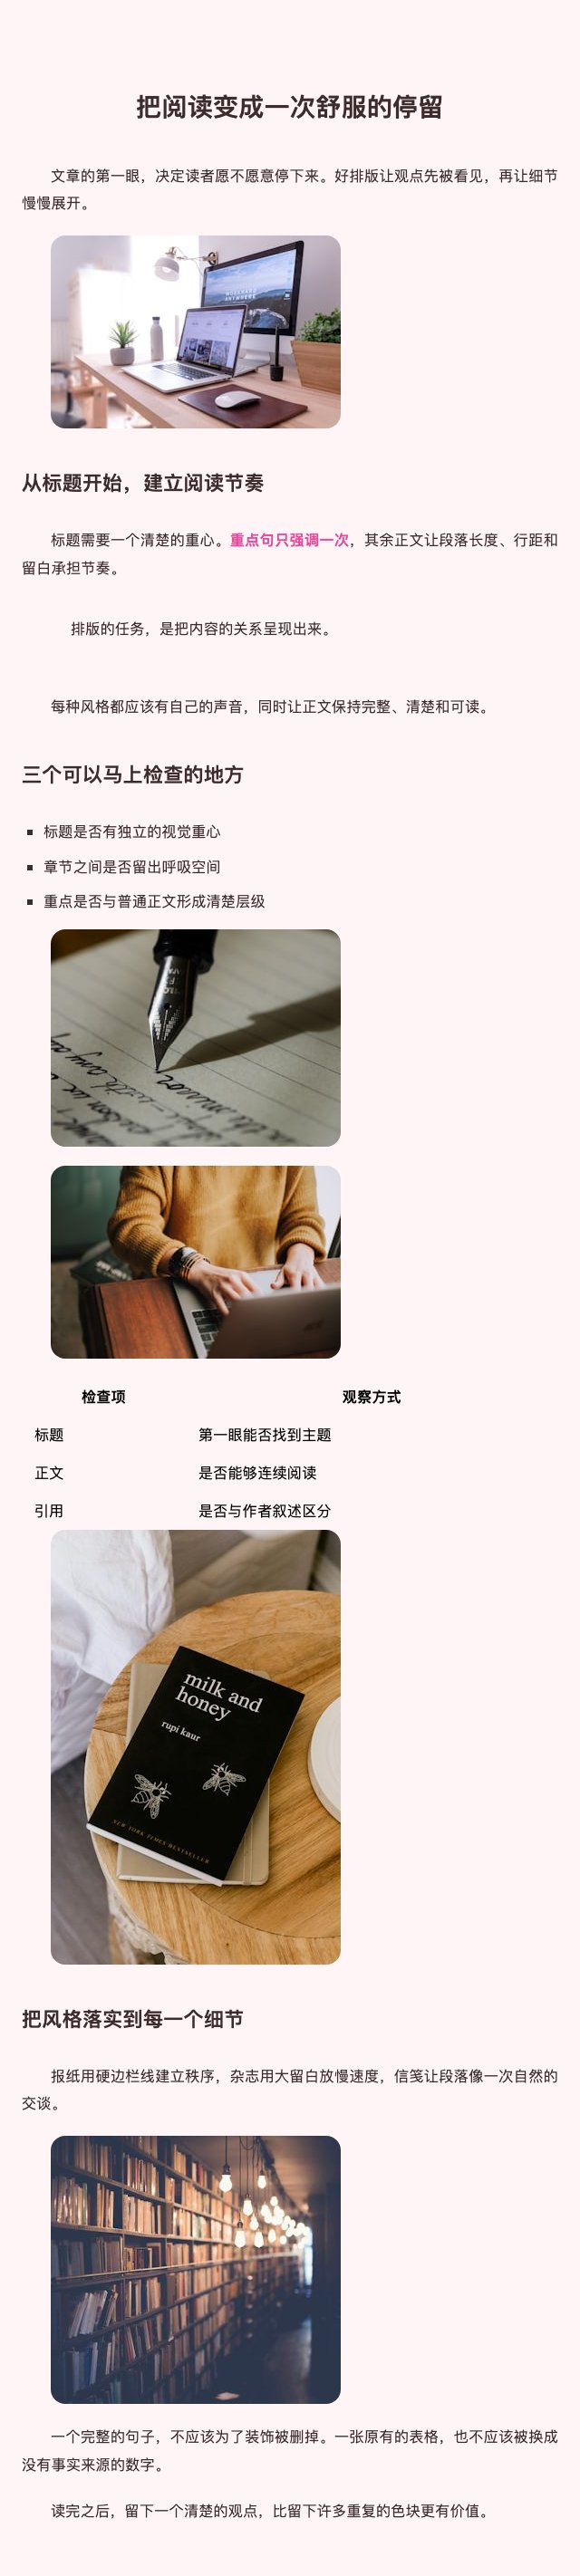 把阅读变成一次舒服的停留
文章的第一眼，决定读者愿不愿意停下来。好排版让观点先被看见，再让细节
慢慢展开。
从标题开始，建立阅读节奏
标题需要一个清楚的重心。重点句只强调一次，其余正文让段落长度、行距和
留白承担节奏。
排版的任务，是把内容的关系呈现出来。
每种风格都应该有自己的声音，同时让正文保持完整、清楚和可读。
三个可以马上检查的地方
标题是否有独立的视觉重心
章节之间是否留出呼吸空间
重点是否与普通正文形成清楚层级
检查项 观察方式
标题 第一眼能否找到主题
正文 是否能够连续阅读
引用 是否与作者叙述区分
milk and
honey
rupi kaur
NEW YORK TIMES BESTSELLER
把风格落实到每一个细节
报纸用硬边栏线建立秩序，杂志用大留白放慢速度，信笺让段落像一次自然的
交谈。
一个完整的句子，不应该为了装饰被删掉。一张原有的表格，也不应该被换成
没有事实来源的数字。
读完之后，留下一个清楚的观点，比留下许多重复的色块更有价值。